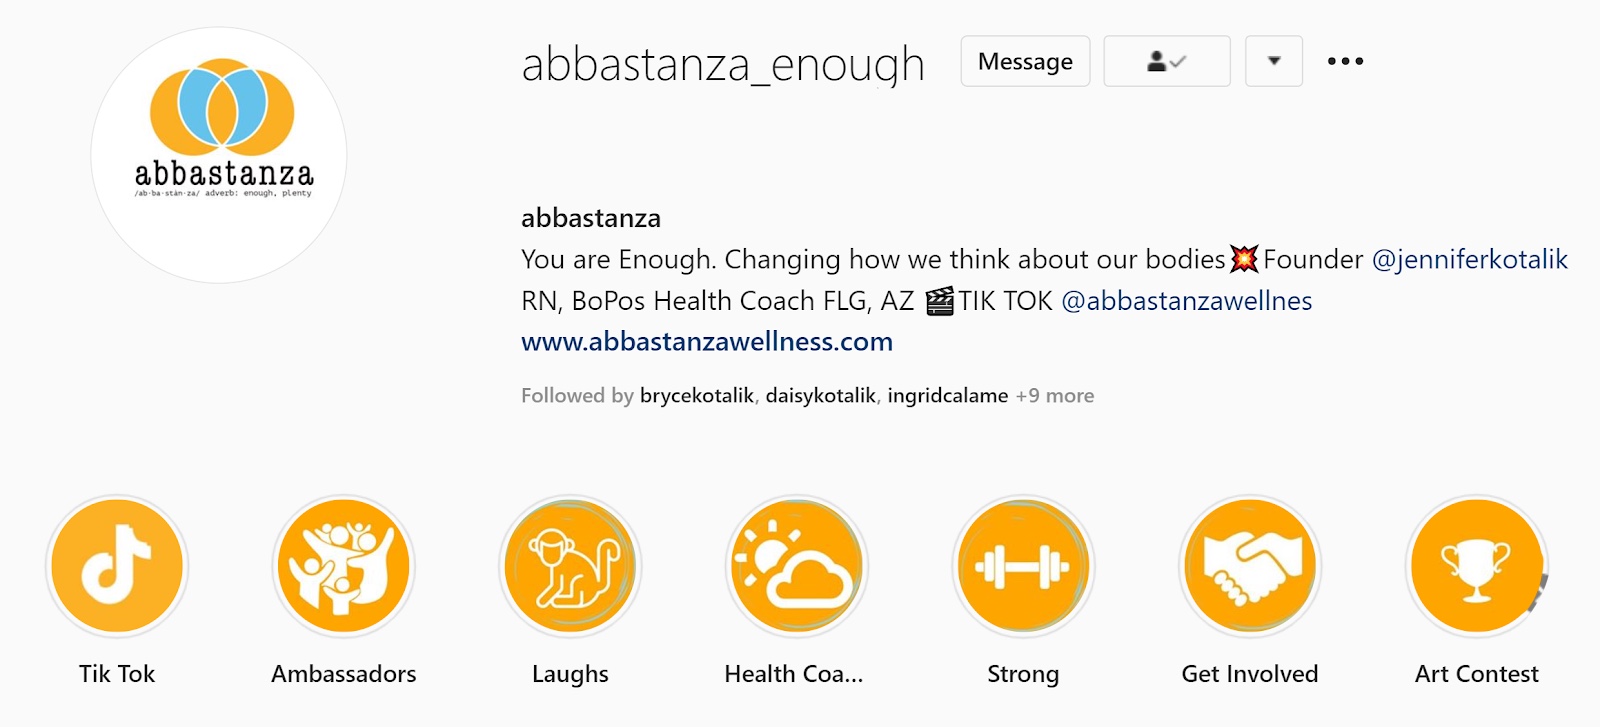 abbastanza_enough Message
abbastanza
/ab·ba·stàn·za/ adverb: enough, plenty
abbastanza
You are Enough. Changing how we think about our bodies💥Founder @jenniferkotalik
RN, BoPos Health Coach FLG, AZ 🎬TIK TOK @abbastanzawellnes
www.abbastanzawellness.com
Followed by brycekotalik, daisykotalik, ingridcalame +9 more
Tik Tok Ambassadors Laughs Health Coa... Strong Get Involved Art Contest